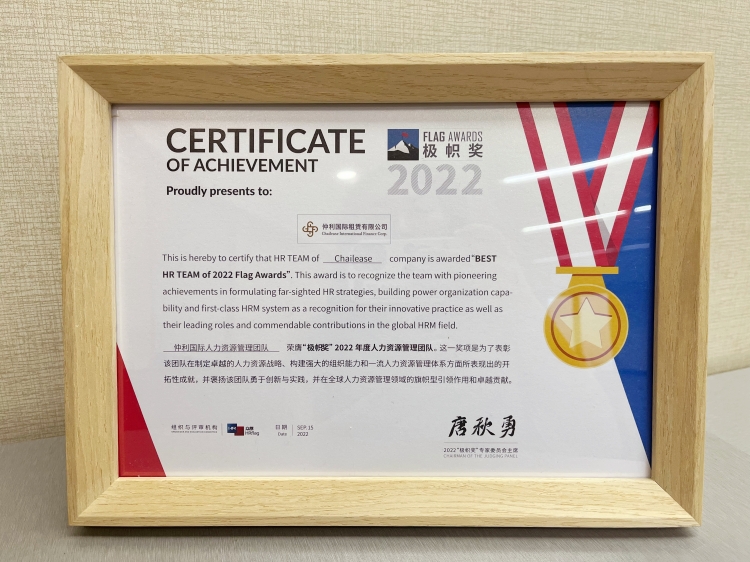 CERTIFICATE
OF ACHIEVEMENT
FLAG AWARDS
极帜奖
2022
Proudly presents to:
仲利国际租赁有限公司
Chailease International Finance Corp.
This is hereby to certify that HR TEAM of Chailease company is awarded "BEST
HR TEAM of 2022 Flag Awards". This award is to recognize the team with pioneering
achievements in formulating far-sighted HR strategies, building power organization capa-
bility and first-class HRM system as a recognition for their innovative practice as well as
their leading roles and commendable contributions in the global HRM field.
仲利国际人力资源管理团队 荣膺“极帜奖”2022 年度人力资源管理团队。这一奖项是为了表彰
该团队在制定卓越的人力资源战略、构建强大的组织能力和一流人力资源管理体系方面所表现出的开
拓性成就，并褒扬该团队勇于创新与实践，并在全球人力资源管理领域的旗帜型引领作用和卓越贡献。
组织与评审机构
日期 SEP.15
Date 2022
唐秋勇
2022“极帜奖”专家委员会主席
CHAIRMAN OF THE JUDGING PANEL